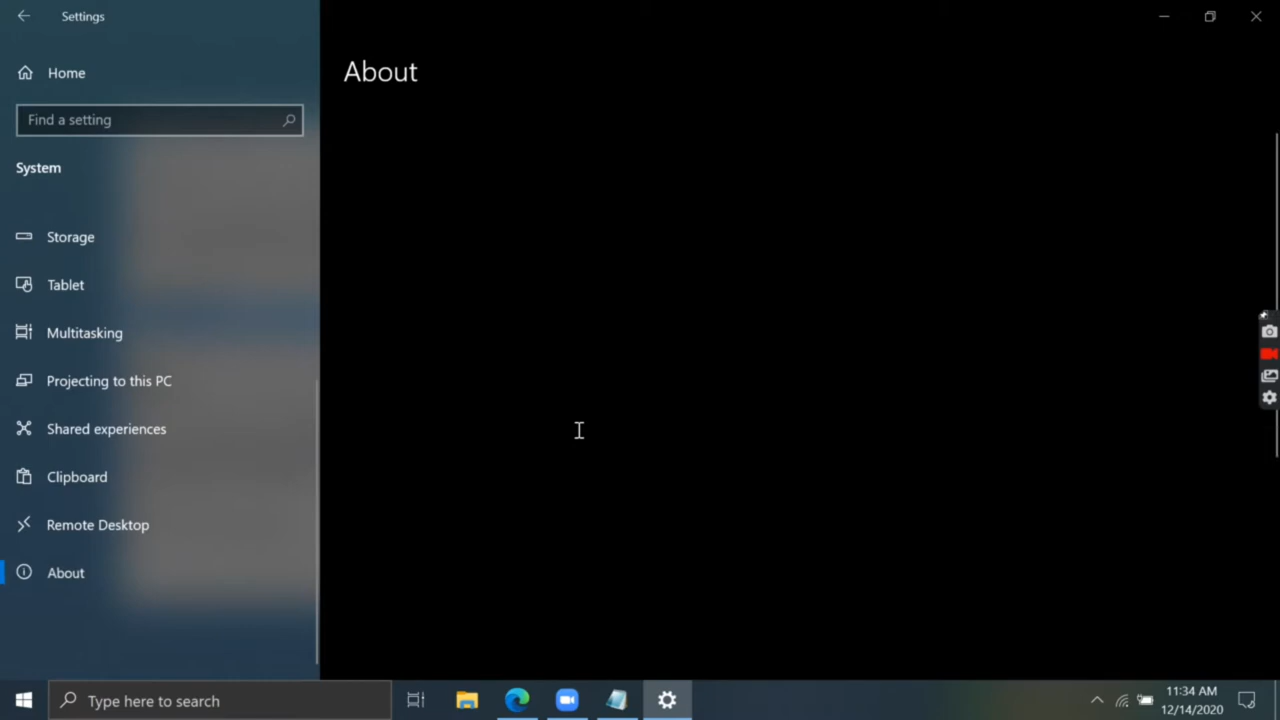 Settings
Home
Find a setting
System
Storage
Tablet
Multitasking
Projecting to this PC
Shared experiences
Clipboard
Remote Desktop
About
About
Type here to search
11:34 AM
12/14/2020